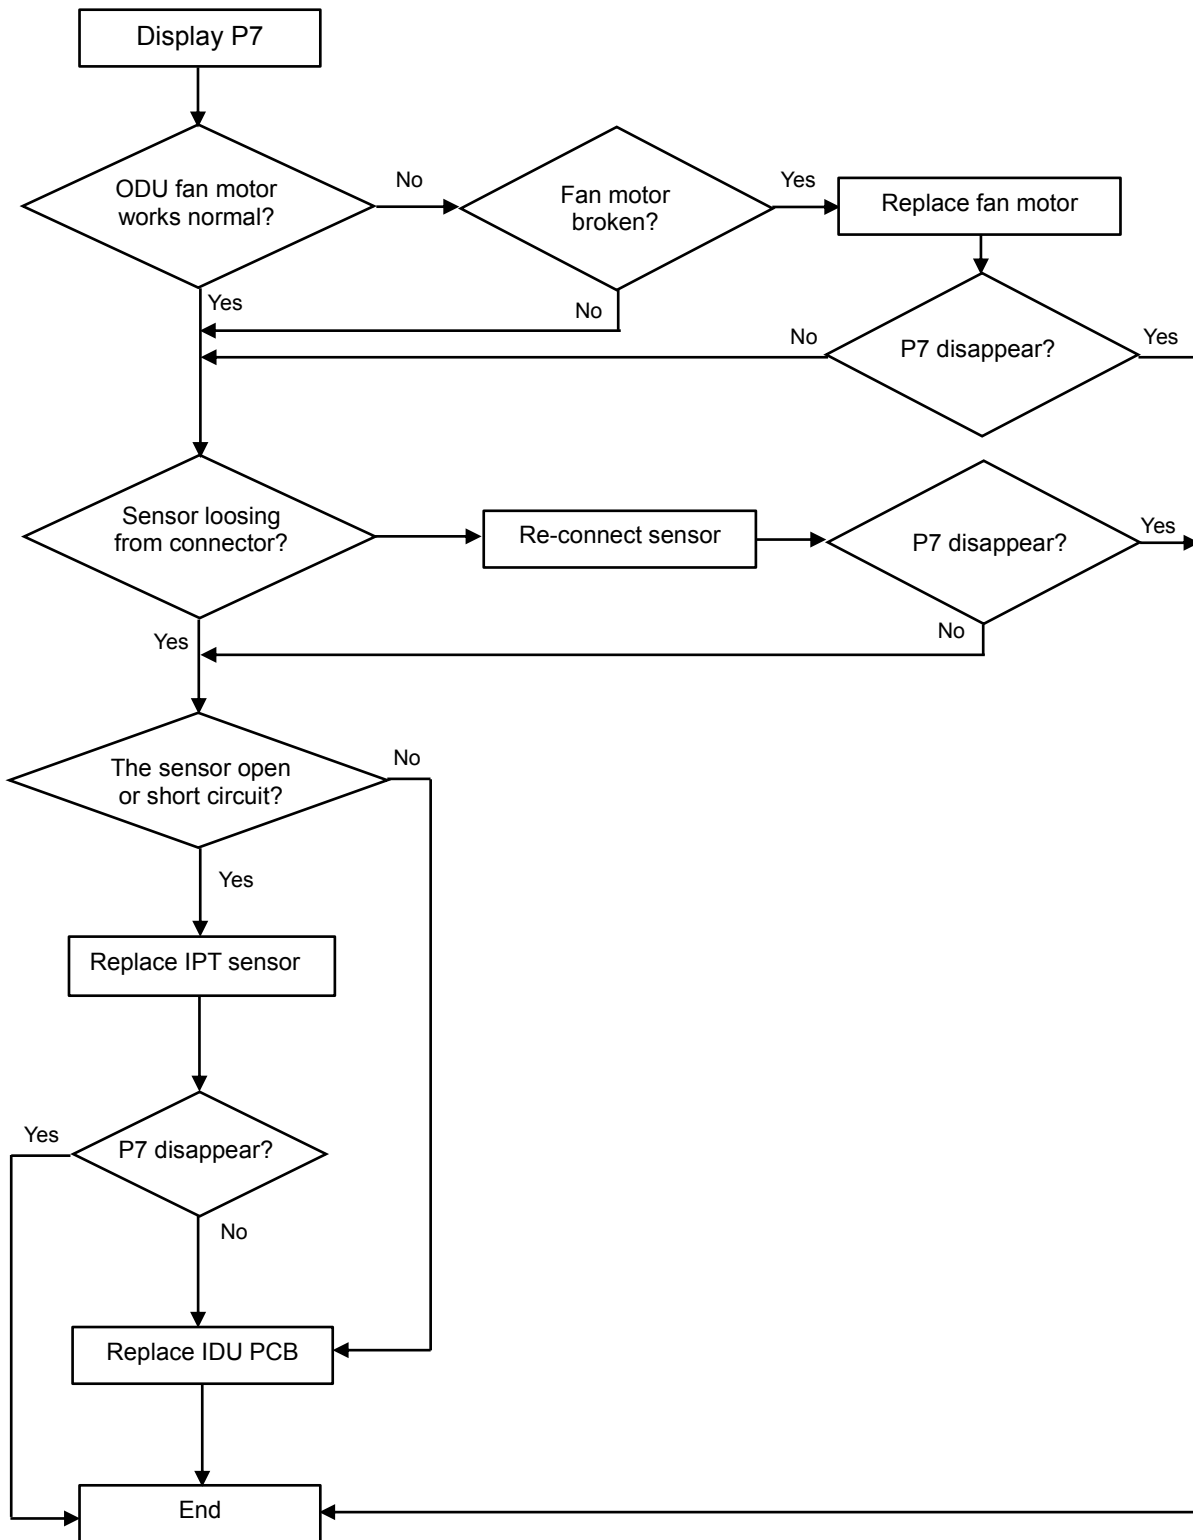 Display P7
ODU fan motor
works normal?
No
Fan motor
broken?
Yes
Replace fan motor
Yes
No
No
P7 disappear?
Yes
Sensor loosing
from connector?
Re-connect sensor
P7 disappear?
Yes
Yes
No
The sensor open
or short circuit?
No
Yes
Replace IPT sensor
Yes
P7 disappear?
No
Replace IDU PCB
End